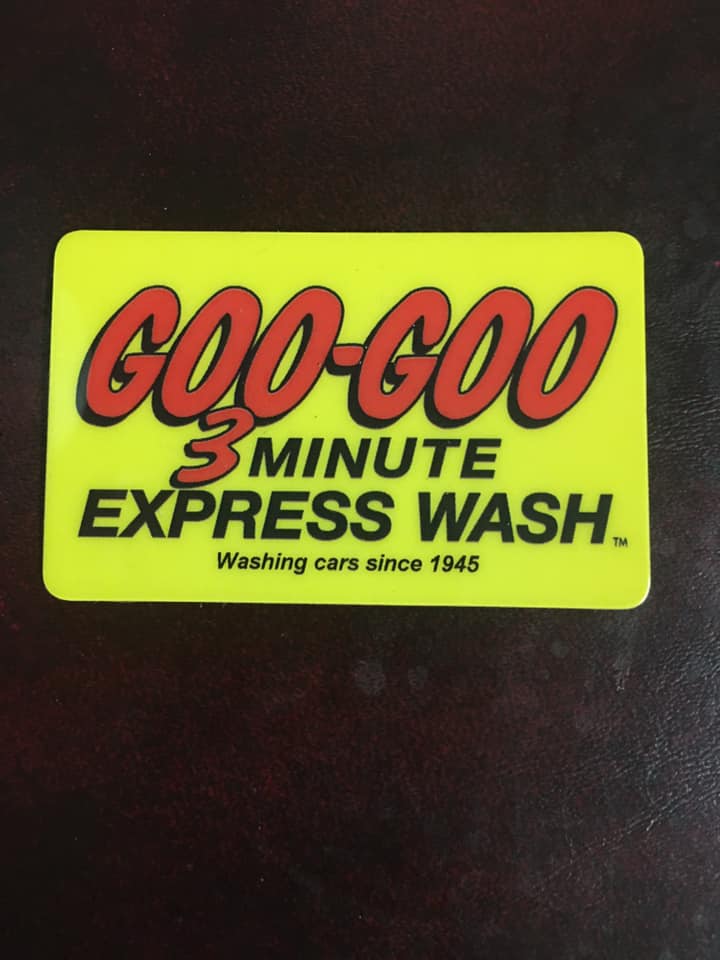 GOO-GOO
3 MINUTE
EXPRESS WASH™
Washing cars since 1945